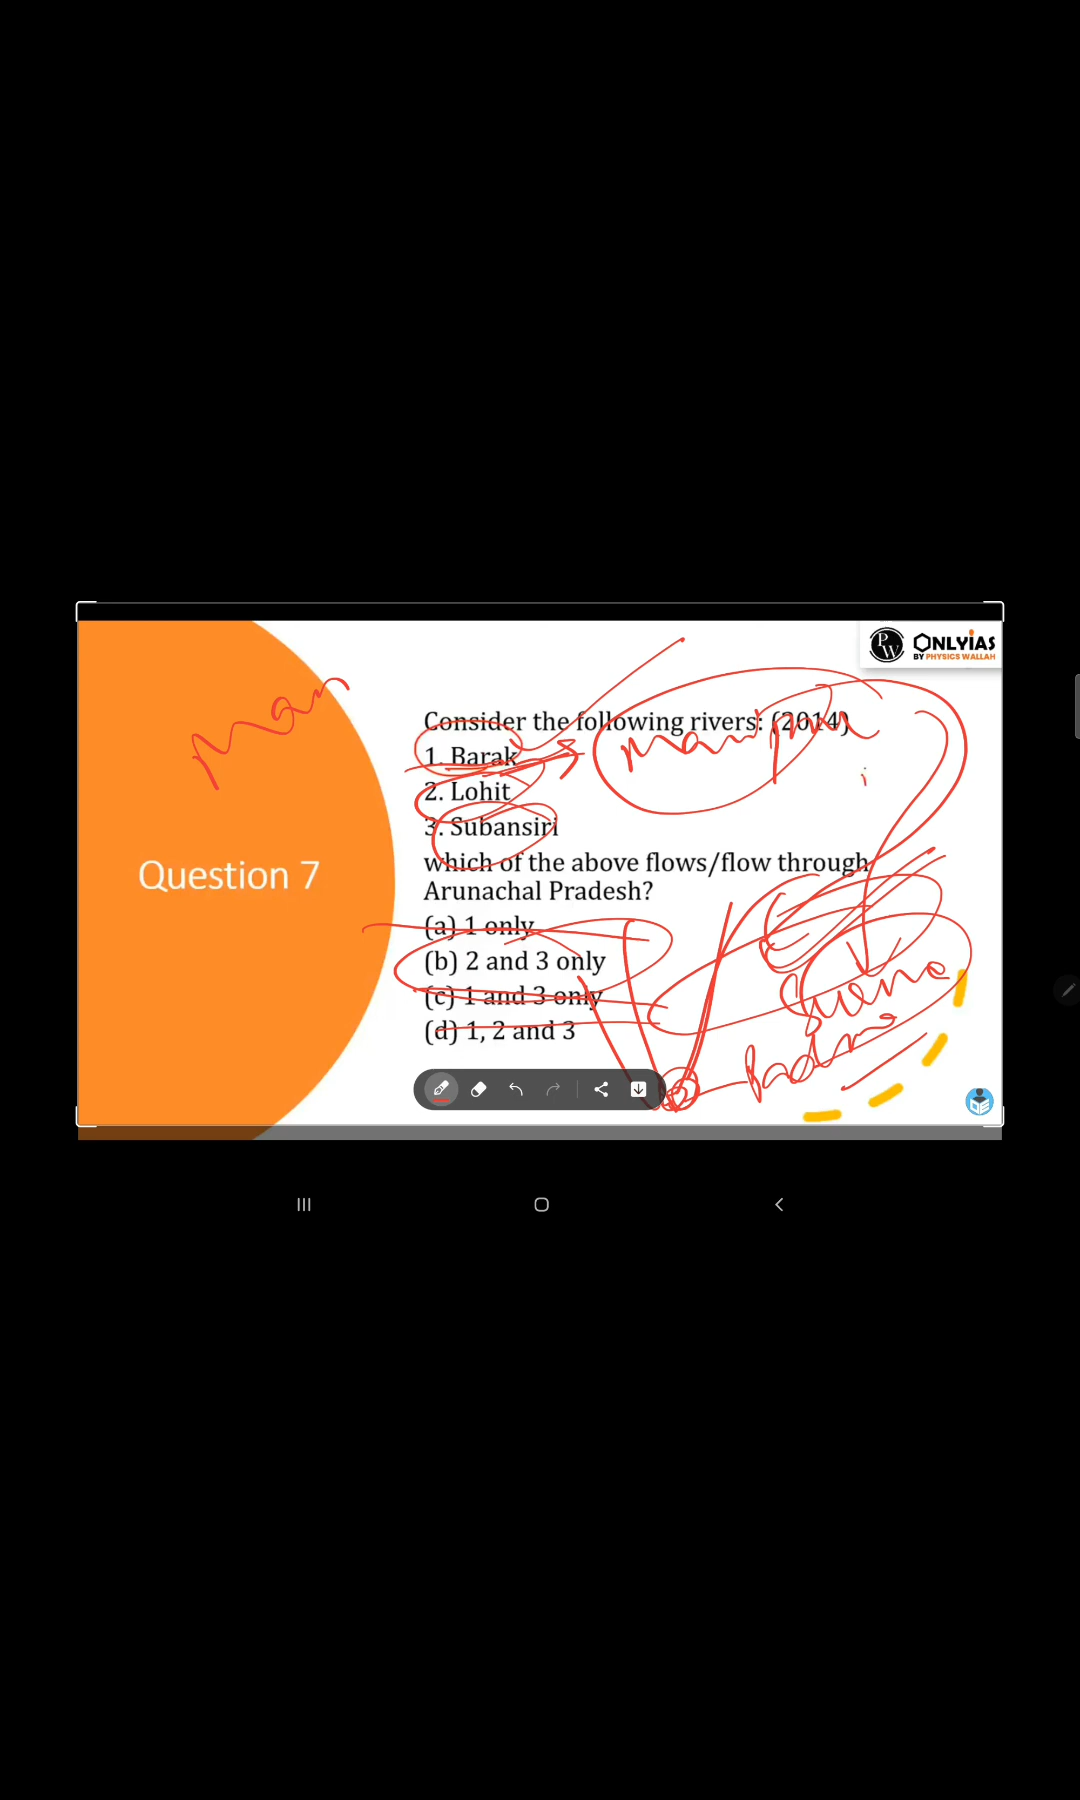 PW ONLYIAS
BY PHYSICS WALLAH
Man
Consider the following rivers: (2014)
1. Barak
Manipur
2. Lohit
3. Subansiri
which of the above flows/flow through
Arunachal Pradesh?
Question 7
(a) 1 only
(b) 2 and 3 only
(c) 1 and 3 only
(d) 1, 2 and 3